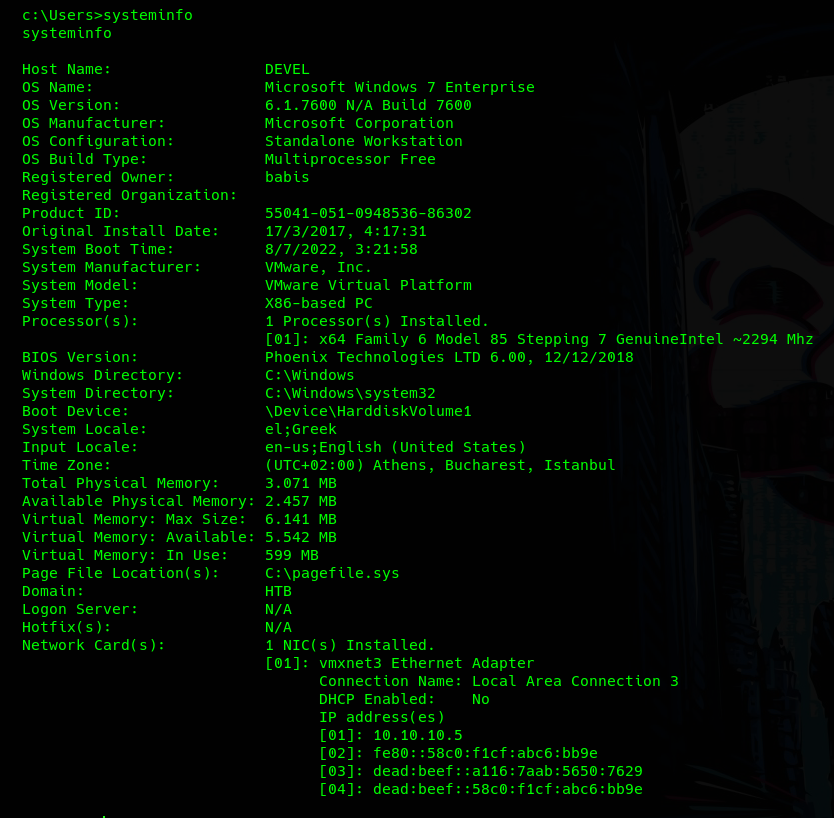 c:\Users>systeminfo
systeminfo
Host Name:                 DEVEL
OS Name:                   Microsoft Windows 7 Enterprise
OS Version:                6.1.7600 N/A Build 7600
OS Manufacturer:           Microsoft Corporation
OS Configuration:          Standalone Workstation
OS Build Type:             Multiprocessor Free
Registered Owner:          babis
Registered Organization:
Product ID:                55041-051-0948536-86302
Original Install Date:     17/3/2017, 4:17:31
System Boot Time:          8/7/2022, 3:21:58
System Manufacturer:       VMware, Inc.
System Model:              VMware Virtual Platform
System Type:               X86-based PC
Processor(s):              1 Processor(s) Installed.
                           [01]: x64 Family 6 Model 85 Stepping 7 GenuineIntel ~2294 Mhz
BIOS Version:              Phoenix Technologies LTD 6.00, 12/12/2018
Windows Directory:         C:\Windows
System Directory:          C:\Windows\system32
Boot Device:               \Device\HarddiskVolume1
System Locale:             el;Greek
Input Locale:              en-us;English (United States)
Time Zone:                 (UTC+02:00) Athens, Bucharest, Istanbul
Total Physical Memory:     3.071 MB
Available Physical Memory: 2.457 MB
Virtual Memory: Max Size:  6.141 MB
Virtual Memory: Available: 5.542 MB
Virtual Memory: In Use:    599 MB
Page File Location(s):     C:\pagefile.sys
Domain:                    HTB
Logon Server:              N/A
Hotfix(s):                 N/A
Network Card(s):           1 NIC(s) Installed.
                           [01]: vmxnet3 Ethernet Adapter
                                 Connection Name: Local Area Connection 3
                                 DHCP Enabled:    No
                                 IP address(es)
                                 [01]: 10.10.10.5
                                 [02]: fe80::58c0:f1cf:abc6:bb9e
                                 [03]: dead:beef::a116:7aab:5650:7629
                                 [04]: dead:beef::58c0:f1cf:abc6:bb9e